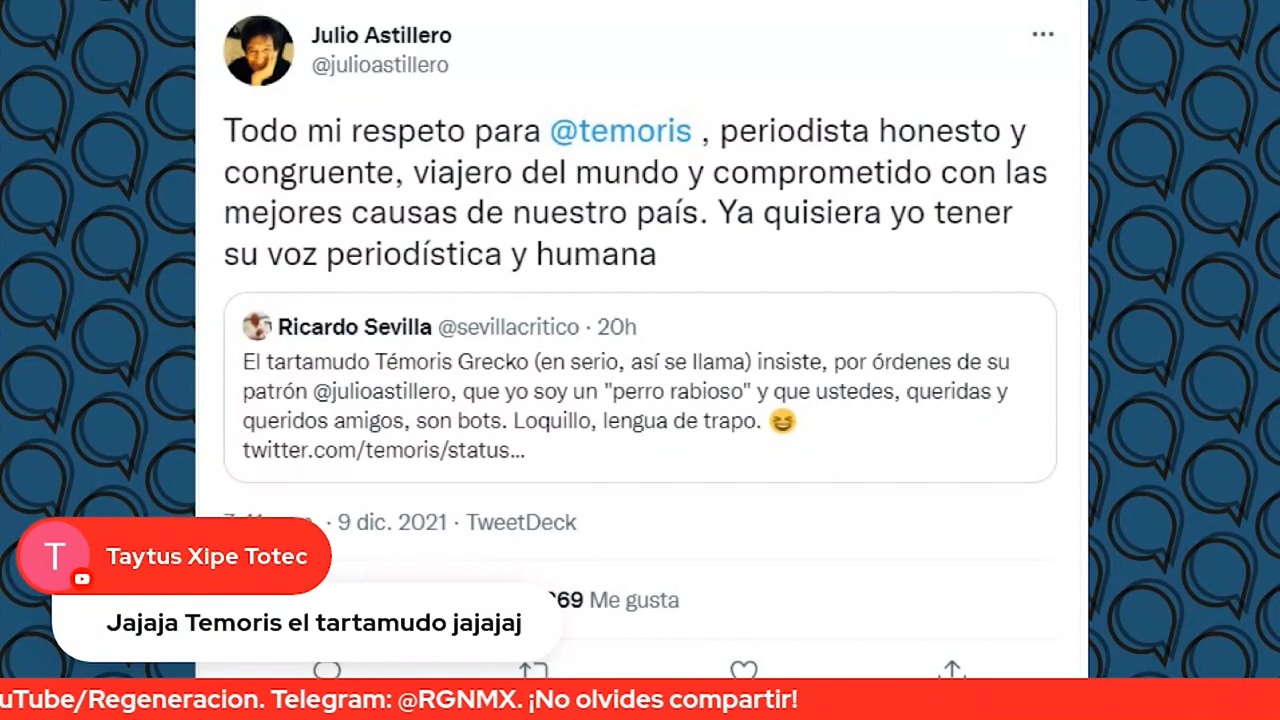 Julio Astillero
@julioastillero
Todo mi respeto para @temoris , periodista honesto y
congruente, viajero del mundo y comprometido con las
mejores causas de nuestro país. Ya quisiera yo tener
su voz periodística y humana
Ricardo Sevilla @sevillacritico · 20h
El tartamudo Témoris Grecko (en serio, así se llama) insiste, por órdenes de su
patrón @julioastillero, que yo soy un "perro rabioso" y que ustedes, queridas y
queridos amigos, son bots. Loquillo, lengua de trapo. 😆
twitter.com/temoris/status...
· 9 dic. 2021 · TweetDeck
T
Taytus Xipe Totec
69 Me gusta
Jajaja Temoris el tartamudo jajajaj
uTube/Regeneracion. Telegram: @RGNMX. ¡No olvides compartir!